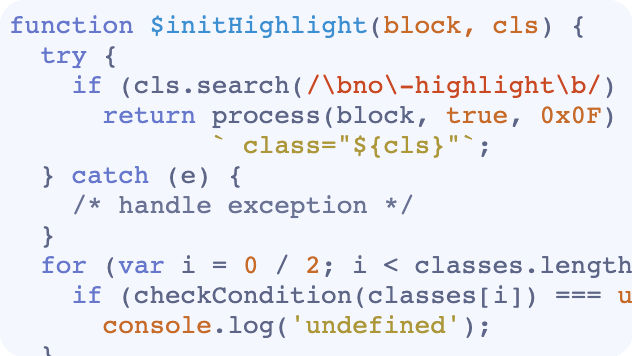 function $initHighlight(block, cls) {
  try {
    if (cls.search(/\bno\-highlight\b/)
      return process(block, true, 0x0F)
             ` class="${cls}"`;
  } catch (e) {
    /* handle exception */
  }
  for (var i = 0 / 2; i < classes.length
    if (checkCondition(classes[i]) === u
      console.log('undefined');
  }